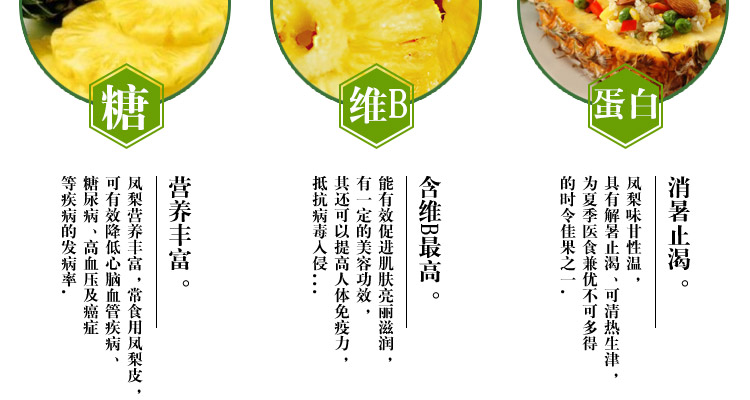 糖
营养丰富。
凤梨营养丰富，常食用凤梨皮，
可有效降低心脑血管疾病、
糖尿病、高血压及癌症
等疾病的发病率.
维B
含维B最高。
能有效促进肌肤亮丽滋润，
有一定的美容功效，
其还可以提高人体免疫力，
抵抗病毒入侵...
蛋白
消暑止渴。
凤梨味甘性温，
具有解暑止渴、可清热生津，
为夏季医食兼优不可多得
的时令佳果之一.